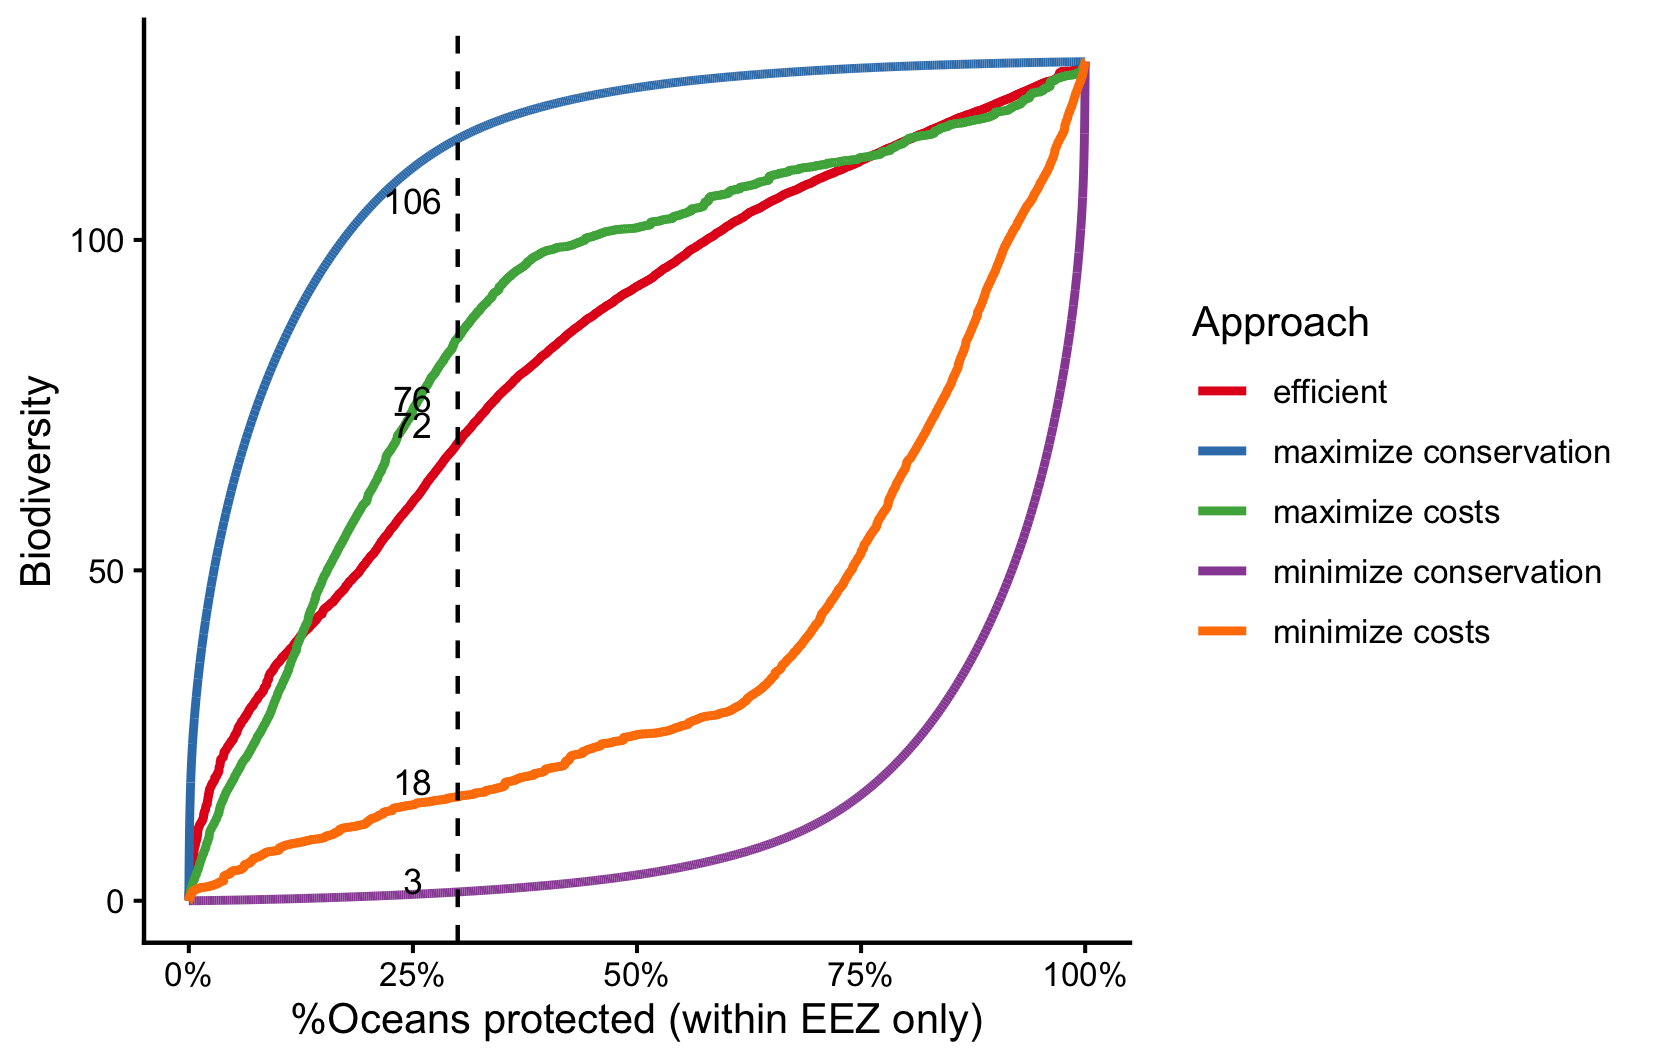 106
100
76
72
50
18
3
0
Biodiversity
0% 25% 50% 75% 100%
%Oceans protected (within EEZ only)
Approach
efficient
maximize conservation
maximize costs
minimize conservation
minimize costs